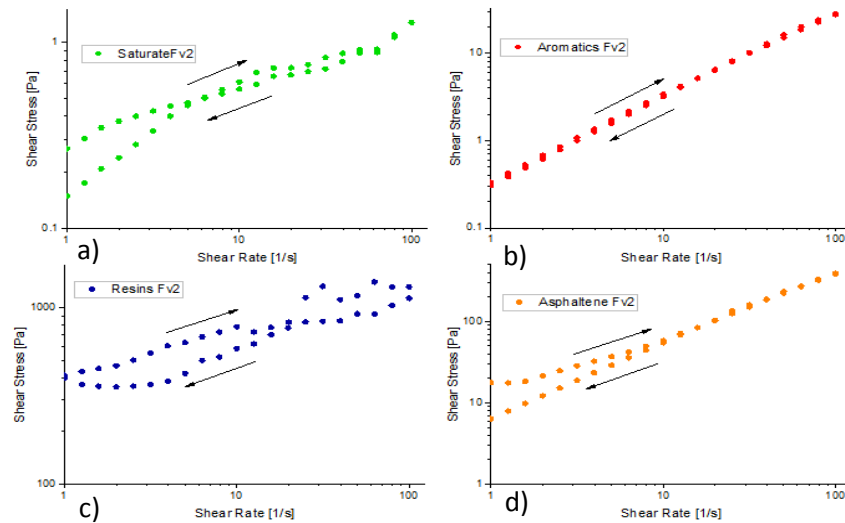 SaturateFv2
Shear Stress [Pa]
1
0.1
1
10
100
Shear Rate [1/s]
a)
Aromatics Fv2
Shear Stress [Pa]
10
1
0.1
1
10
100
Shear Rate [1/s]
b)
Resins Fv2
Shear Stress [Pa]
1000
100
1
10
100
Shear Rate [1/s]
c)
Asphaltene Fv2
Shear Stress [Pa]
100
10
1
1
10
100
Shear Rate [1/s]
d)